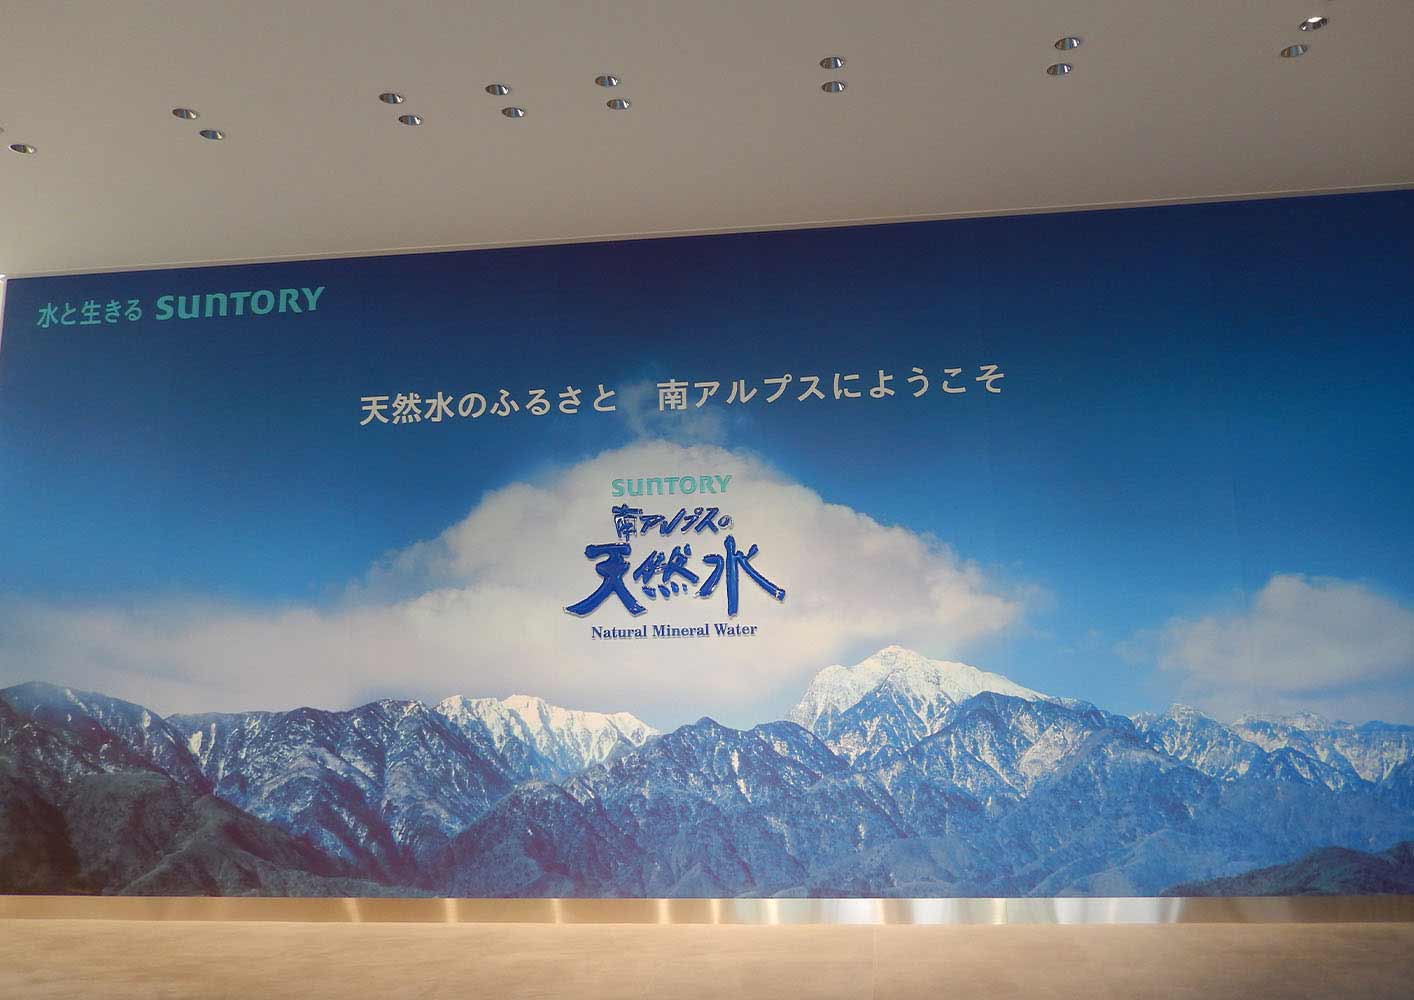 水と生きる SUNTORY
天然水のふるさと　南アルプスにようこそ
SUNTORY
南アルプスの
天然水
Natural Mineral Water